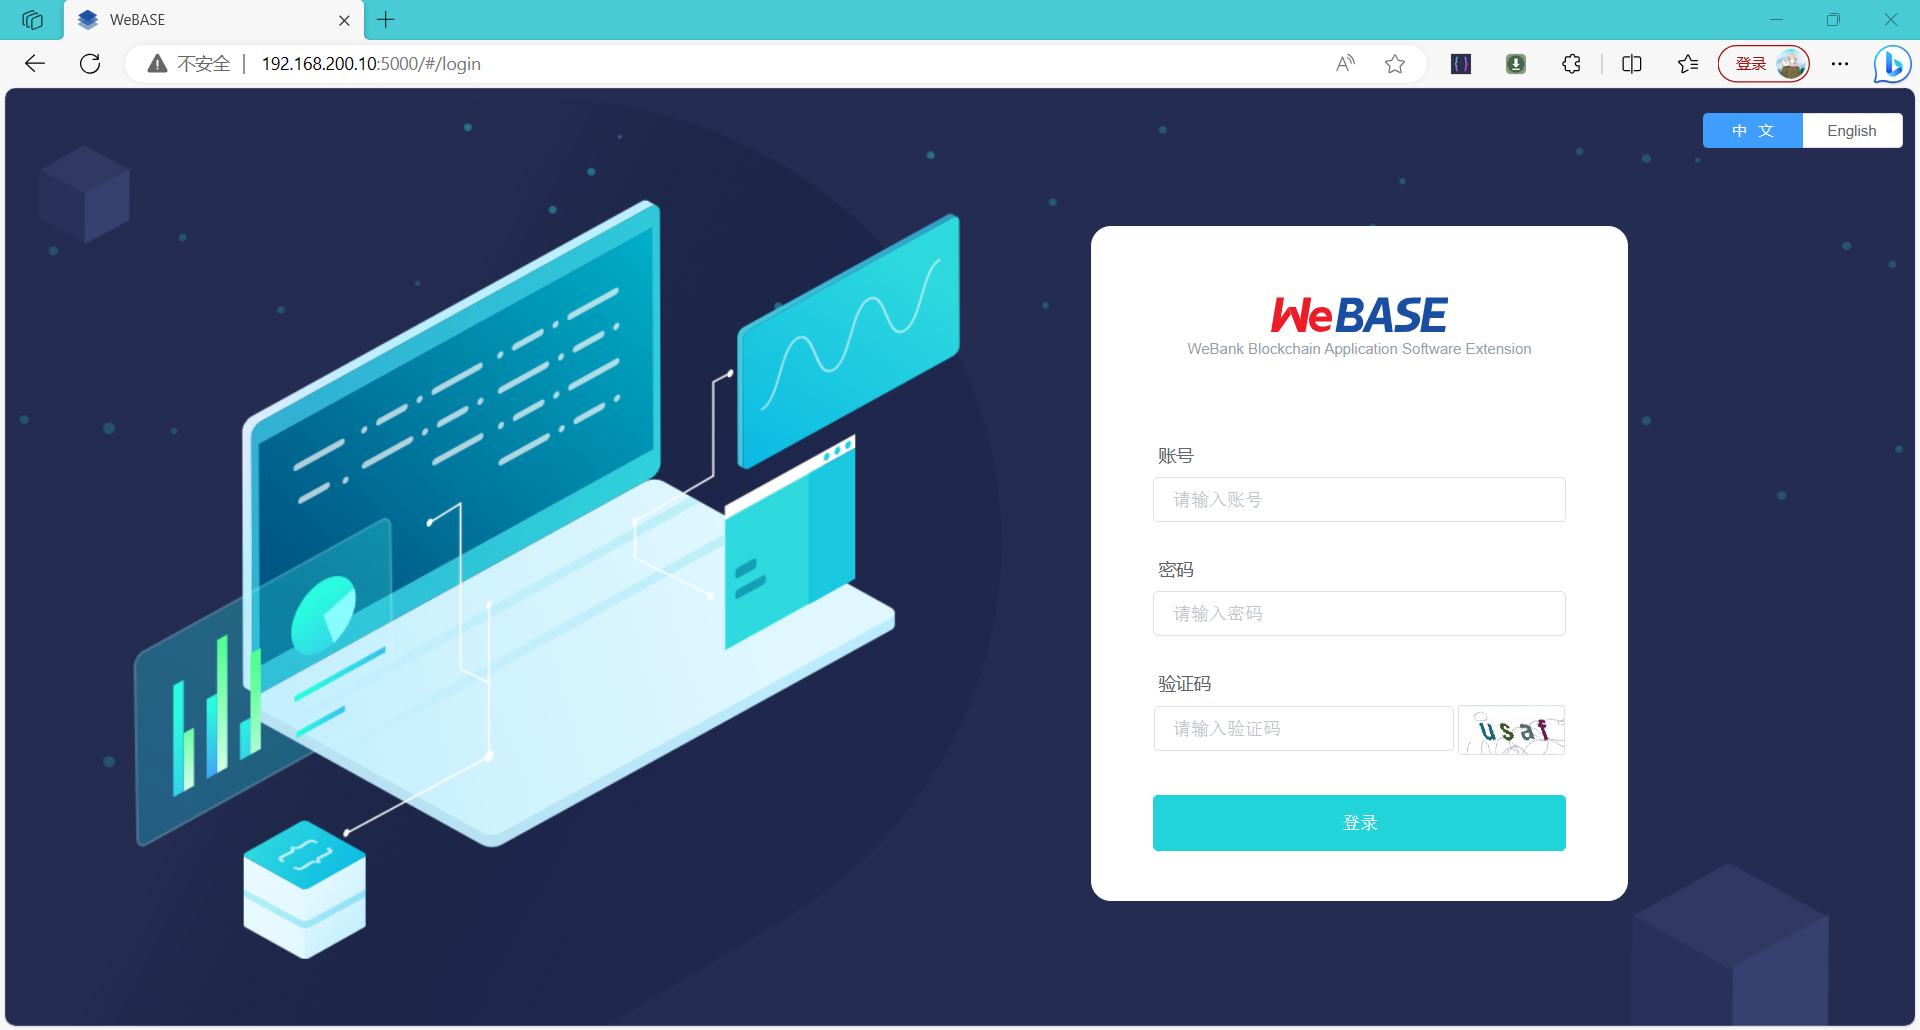 WeBASE
不安全
192.168.200.10:5000/#/login
登录
中 文
English
WeBASE
WeBank Blockchain Application Software Extension
账号
请输入账号
密码
请输入密码
验证码
请输入验证码
usaf
登录